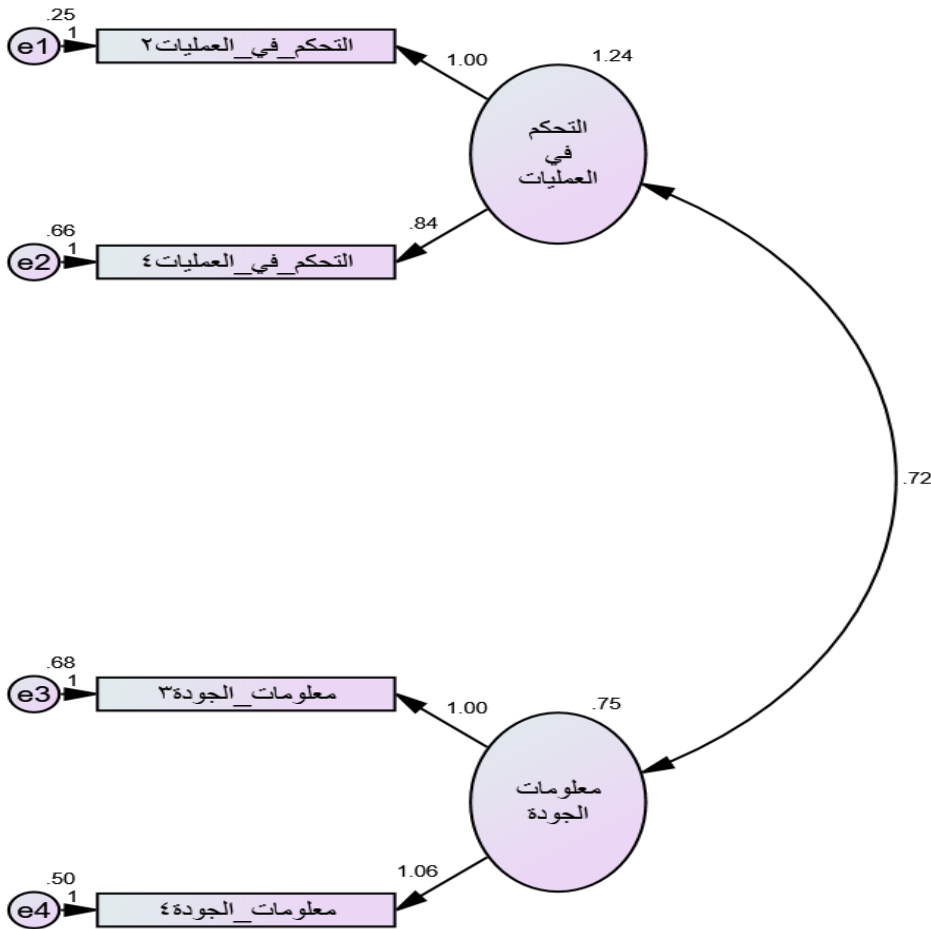 .25
1
e1
التحكم_في_العمليات٢
1.00
1.24
التحكم
في
العمليات
.84
.66
1
e2
التحكم_في_العمليات٤
.72
.68
1
e3
معلومات_الجودة٣
1.00
.75
معلومات
الجودة
1.06
.50
1
e4
معلومات_الجودة٤